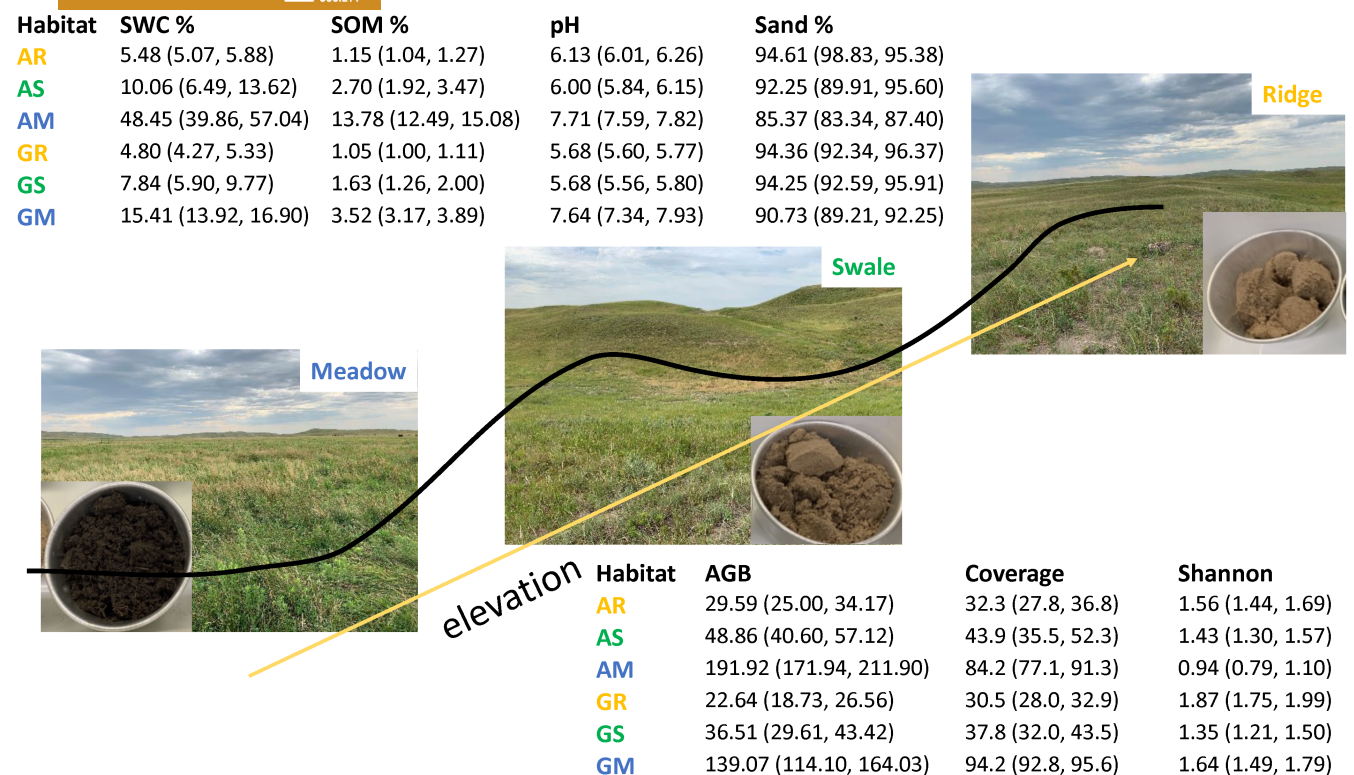 Habitat SWC % SOM % pH Sand %
AR 5.48 (5.07, 5.88) 1.15 (1.04, 1.27) 6.13 (6.01, 6.26) 94.61 (98.83, 95.38)
AS 10.06 (6.49, 13.62) 2.70 (1.92, 3.47) 6.00 (5.84, 6.15) 92.25 (89.91, 95.60)
AM 48.45 (39.86, 57.04) 13.78 (12.49, 15.08) 7.71 (7.59, 7.82) 85.37 (83.34, 87.40)
GR 4.80 (4.27, 5.33) 1.05 (1.00, 1.11) 5.68 (5.60, 5.77) 94.36 (92.34, 96.37)
GS 7.84 (5.90, 9.77) 1.63 (1.26, 2.00) 5.68 (5.56, 5.80) 94.25 (92.59, 95.91)
GM 15.41 (13.92, 16.90) 3.52 (3.17, 3.89) 7.64 (7.34, 7.93) 90.73 (89.21, 92.25)
Ridge
Swale
Meadow
elevation
Habitat AGB Coverage Shannon
AR 29.59 (25.00, 34.17) 32.3 (27.8, 36.8) 1.56 (1.44, 1.69)
AS 48.86 (40.60, 57.12) 43.9 (35.5, 52.3) 1.43 (1.30, 1.57)
AM 191.92 (171.94, 211.90) 84.2 (77.1, 91.3) 0.94 (0.79, 1.10)
GR 22.64 (18.73, 26.56) 30.5 (28.0, 32.9) 1.87 (1.75, 1.99)
GS 36.51 (29.61, 43.42) 37.8 (32.0, 43.5) 1.35 (1.21, 1.50)
GM 139.07 (114.10, 164.03) 94.2 (92.8, 95.6) 1.64 (1.49, 1.79)